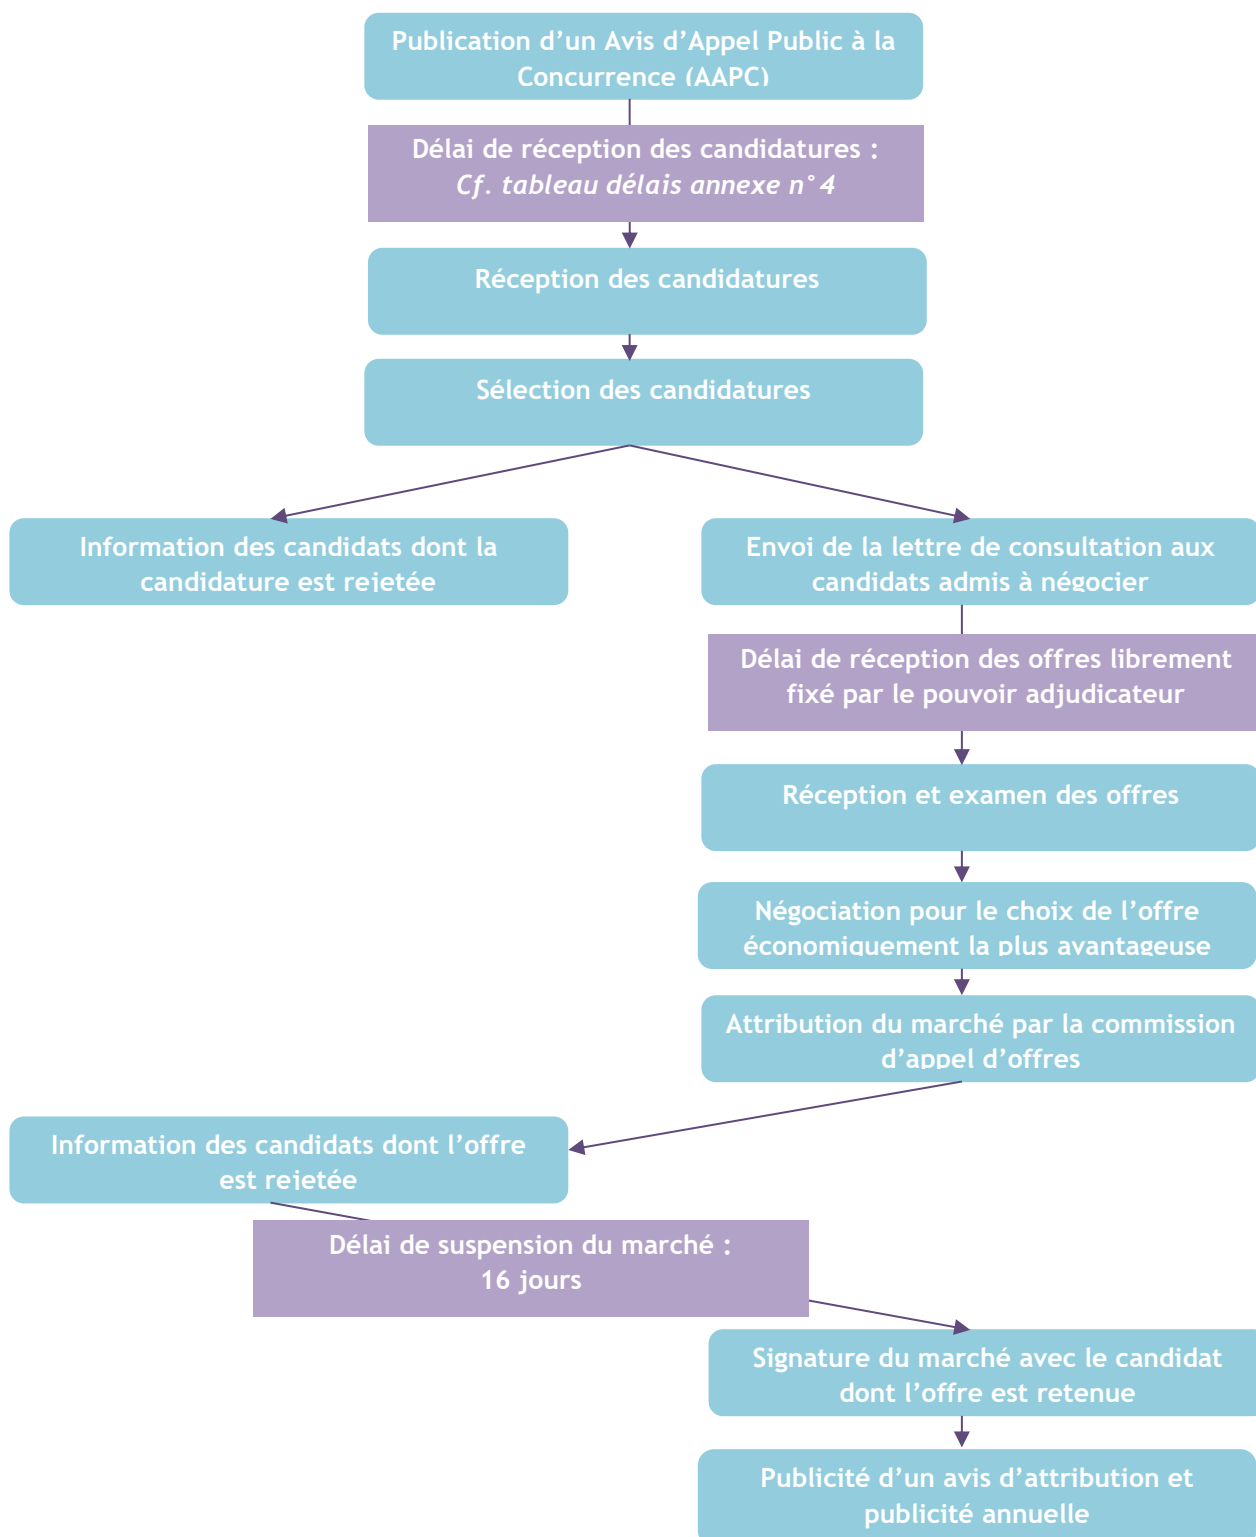 Publication d’un Avis d’Appel Public à la
Concurrence (AAPC)
Délai de réception des candidatures :
Cf. tableau délais annexe n°4
Réception des candidatures
Sélection des candidatures
Information des candidats dont la
candidature est rejetée
Envoi de la lettre de consultation aux
candidats admis à négocier
Délai de réception des offres librement
fixé par le pouvoir adjudicateur
Réception et examen des offres
Négociation pour le choix de l’offre
économiquement la plus avantageuse
Attribution du marché par la commission
d’appel d’offres
Information des candidats dont l’offre
est rejetée
Délai de suspension du marché :
16 jours
Signature du marché avec le candidat
dont l’offre est retenue
Publicité d’un avis d’attribution et
publicité annuelle